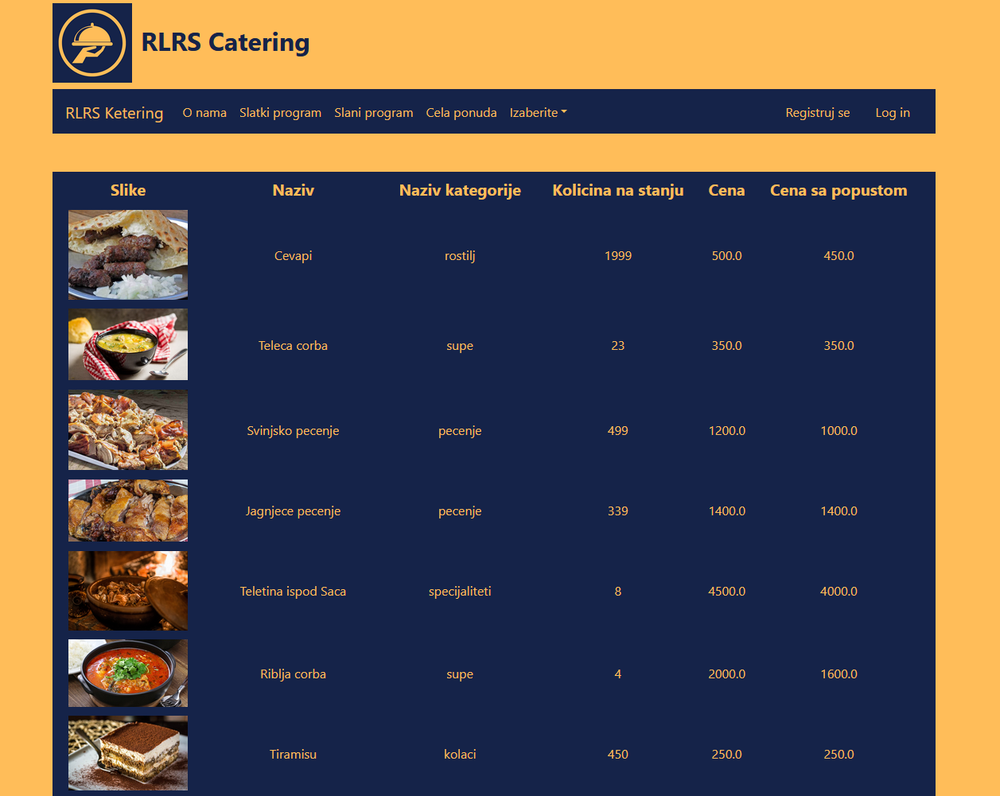 RLRS Catering
RLRS Ketering O nama Slatki program Slani program Cela ponuda Izaberite Registruj se Log in
Slike Naziv Naziv kategorije Kolicina na stanju Cena Cena sa popustom
Cevapi rostilj 1999 500.0 450.0
Teleca corba supe 23 350.0 350.0
Svinjsko pecenje pecenje 499 1200.0 1000.0
Jagnjece pecenje pecenje 339 1400.0 1400.0
Teletina ispod Saca specijaliteti 8 4500.0 4000.0
Riblja corba supe 4 2000.0 1600.0
Tiramisu kolaci 450 250.0 250.0